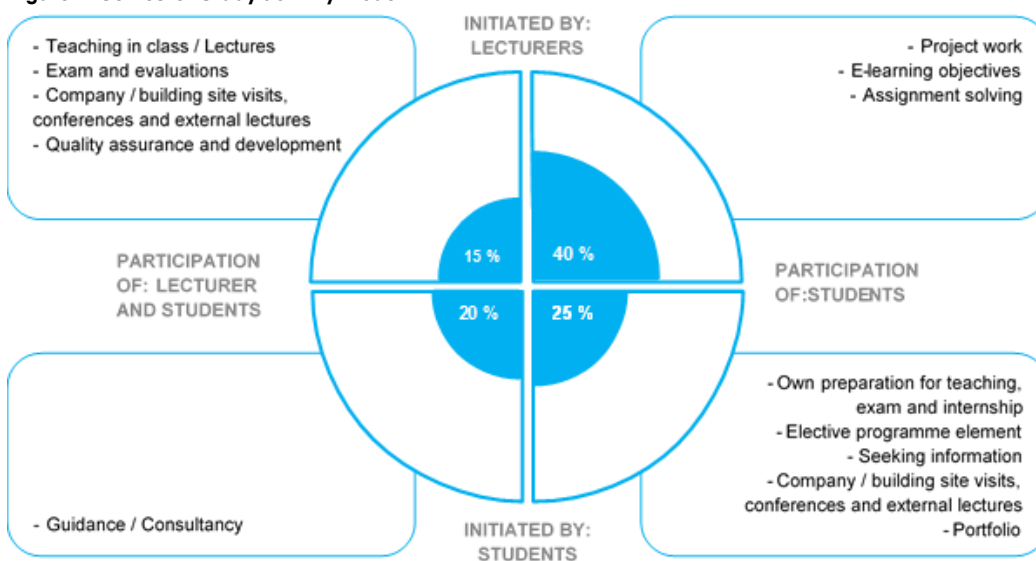 INITIATED BY:
LECTURERS
- Teaching in class / Lectures
- Exam and evaluations
- Company / building site visits,
conferences and external lectures
- Quality assurance and development
- Project work
- E-learning objectives
- Assignment solving
15 %
40 %
PARTICIPATION
OF: LECTURER
AND STUDENTS
PARTICIPATION
OF:STUDENTS
20 %
25 %
- Guidance / Consultancy
- Own preparation for teaching,
exam and internship
- Elective programme element
- Seeking information
- Company / building site visits,
conferences and external lectures
- Portfolio
INITIATED BY:
STUDENTS